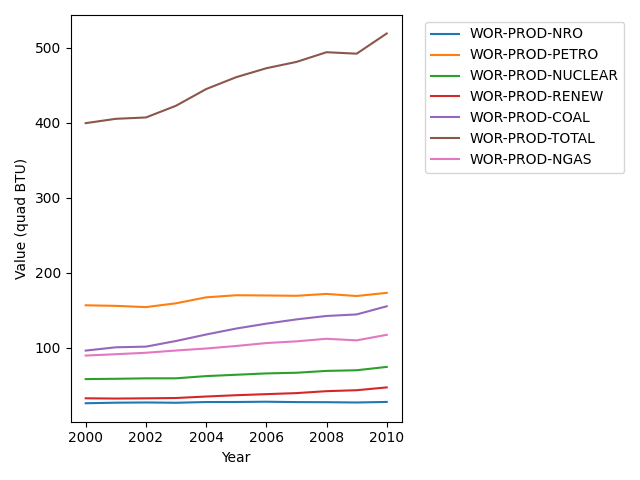 500
400
300
200
100
Value (quad BTU)
2000 2002 2004 2006 2008 2010
Year
WOR-PROD-NRO
WOR-PROD-PETRO
WOR-PROD-NUCLEAR
WOR-PROD-RENEW
WOR-PROD-COAL
WOR-PROD-TOTAL
WOR-PROD-NGAS